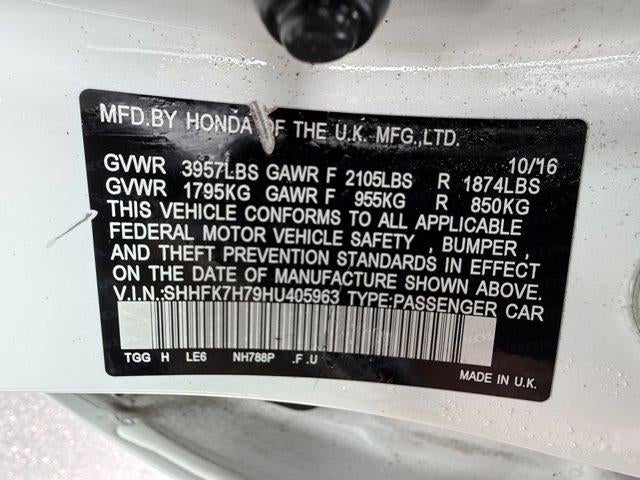 MFD.BY HONDA OF THE U.K. MFG.,LTD.
10/'16
GVWR 3957LBS GAWR F 2105LBS R 1874LBS
GVWR 1795KG GAWR F 955KG R 850KG
THIS VEHICLE CONFORMS TO ALL APPLICABLE
FEDERAL MOTOR VEHICLE SAFETY , BUMPER ,
AND THEFT PREVENTION STANDARDS IN EFFECT
ON THE DATE OF MANUFACTURE SHOWN ABOVE.
V.I.N.:SHHFK7H79HU405963 TYPE:PASSENGER CAR
TGG H LE6 NH788P .F.U
MADE IN U.K.